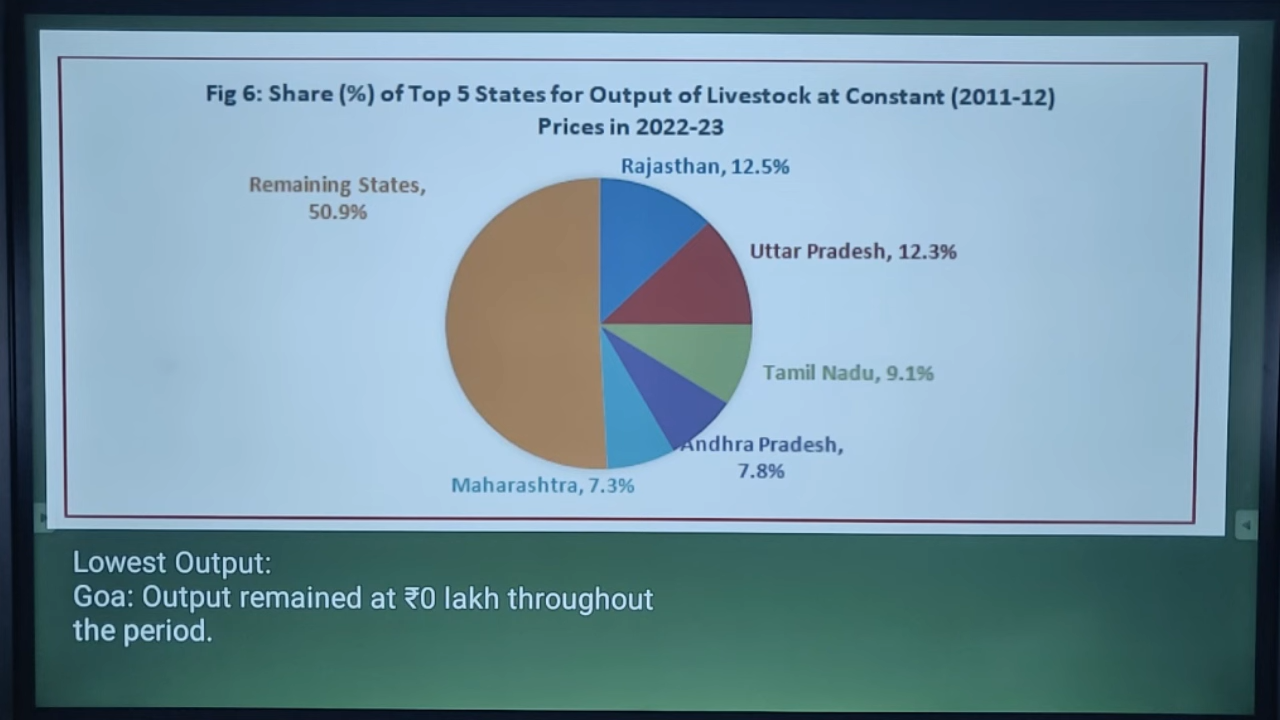 Fig 6: Share (%) of Top 5 States for Output of Livestock at Constant (2011-12)
Prices in 2022-23
Rajasthan, 12.5%
Remaining States,
50.9%
Uttar Pradesh, 12.3%
Tamil Nadu, 9.1%
Andhra Pradesh,
7.8%
Maharashtra, 7.3%
Lowest Output:
Goa: Output remained at ₹0 lakh throughout
the period.